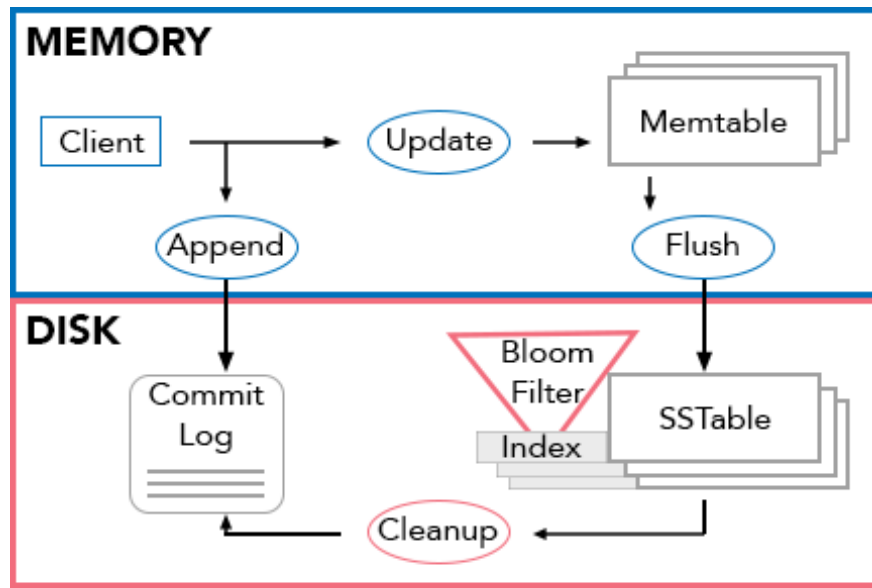 MEMORY
Client
Update
Memtable
Append
Flush
DISK
Commit
Log
Bloom
Filter
Index
SSTable
Cleanup